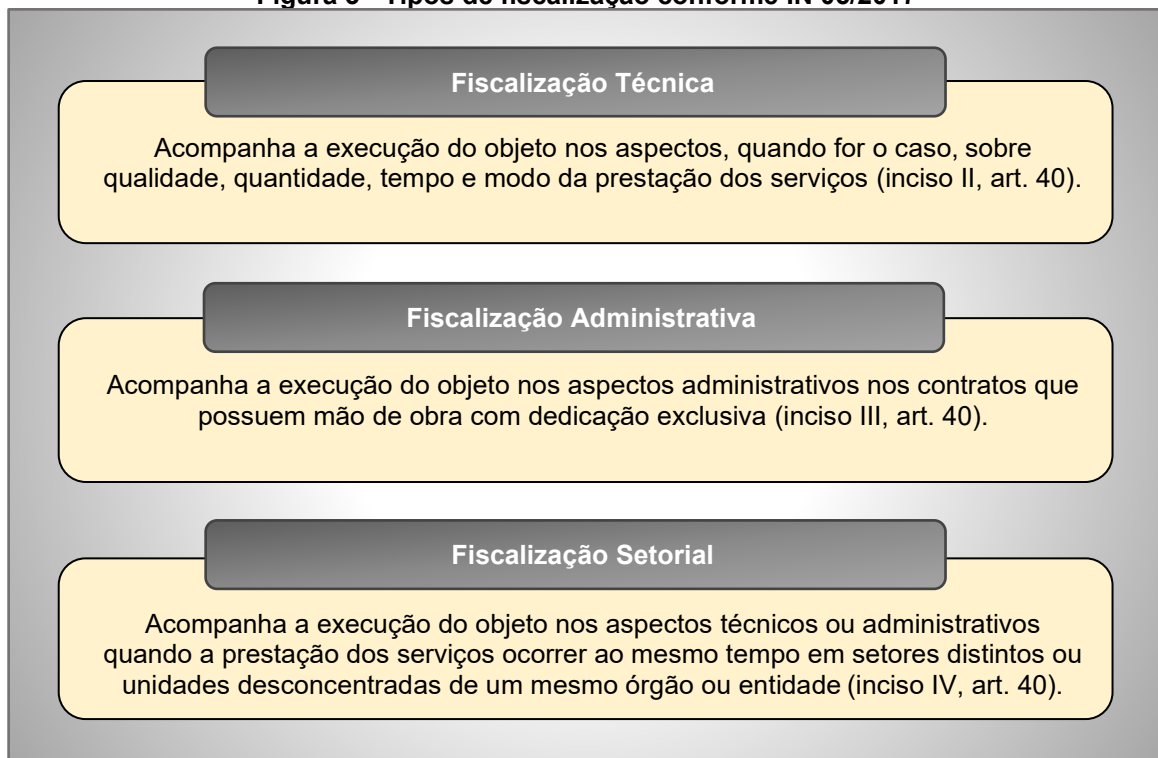 Fiscalização Técnica
Acompanha a execução do objeto nos aspectos, quando for o caso, sobre
qualidade, quantidade, tempo e modo da prestação dos serviços (inciso II, art. 40).
Fiscalização Administrativa
Acompanha a execução do objeto nos aspectos administrativos nos contratos que
possuem mão de obra com dedicação exclusiva (inciso III, art. 40).
Fiscalização Setorial
Acompanha a execução do objeto nos aspectos técnicos ou administrativos
quando a prestação dos serviços ocorrer ao mesmo tempo em setores distintos ou
unidades desconcentradas de um mesmo órgão ou entidade (inciso IV, art. 40).